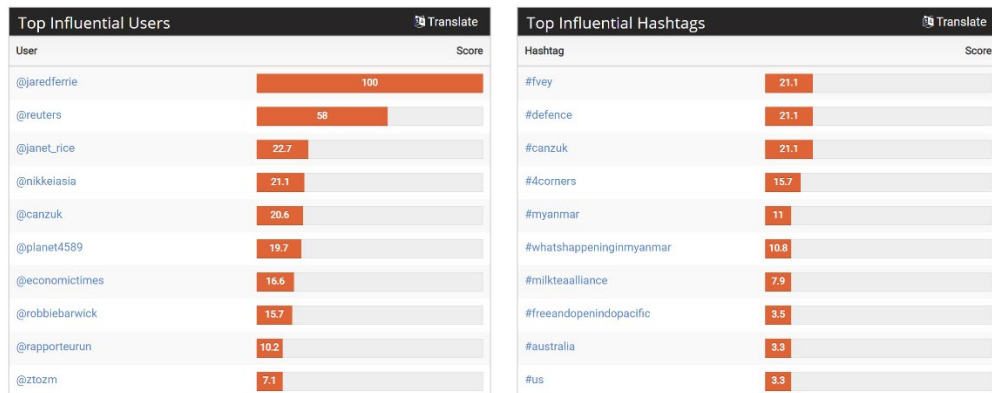 Top Influential Users
Translate
User Score
@jaredferrie 100
@reuters 58
@janet_rice 22.7
@nikkeiasia 21.1
@canzuk 20.6
@planet4589 19.7
@economictimes 16.6
@robbiebarwick 15.7
@rapporteurun 10.2
@ztozm 7.1
Top Influential Hashtags
Translate
Hashtag Score
#fvey 21.1
#defence 21.1
#canzuk 21.1
#4corners 15.7
#myanmar 11
#whatshappeninginmyanmar 10.8
#milkteaalliance 7.9
#freeandopenindopacific 3.5
#australia 3.3
#us 3.3